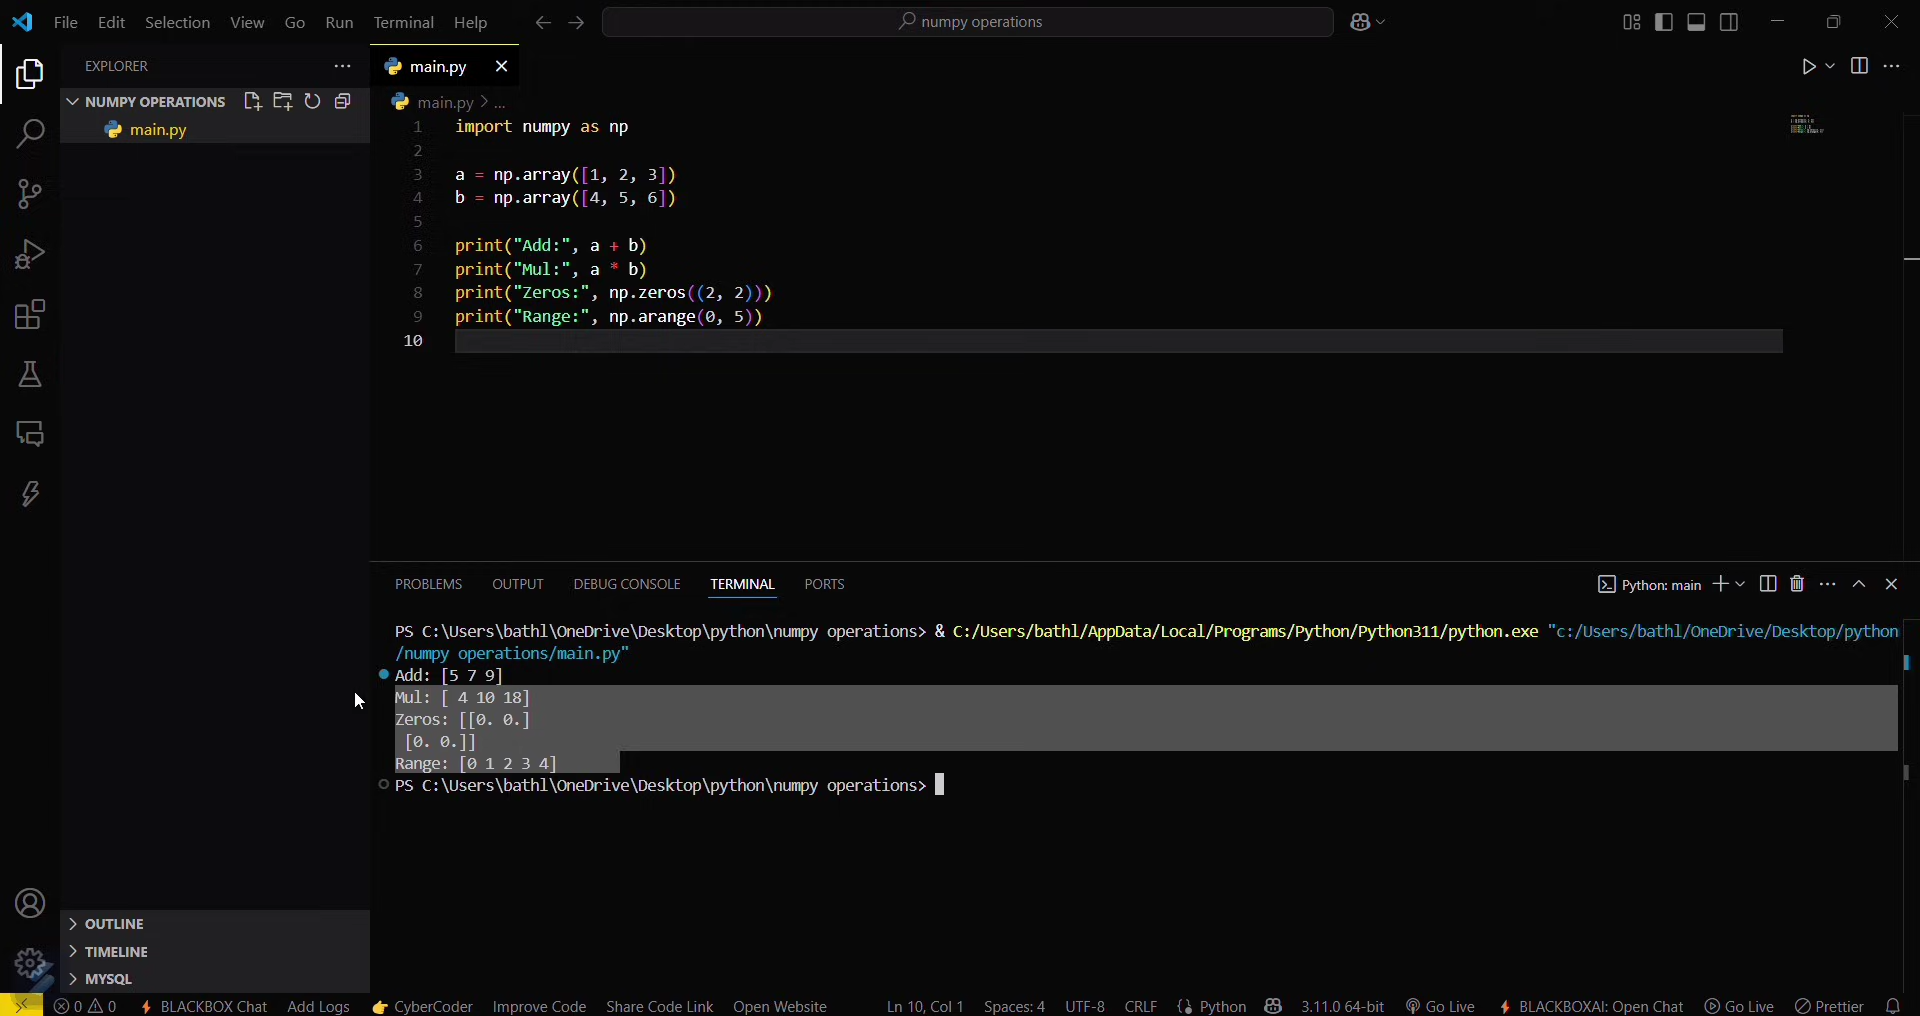 File Edit Selection View Go Run Terminal Help
numpy operations
EXPLORER
NUMPY OPERATIONS
main.py
main.py
main.py > ...
1 import numpy as np
2
3 a = np.array([1, 2, 3])
4 b = np.array([4, 5, 6])
5
6 print("Add:", a + b)
7 print("Mul:", a * b)
8 print("Zeros:", np.zeros((2, 2)))
9 print("Range:", np.arange(0, 5))
10
PROBLEMS OUTPUT DEBUG CONSOLE TERMINAL PORTS
Python: main
PS C:\Users\bathl\OneDrive\Desktop\python\numpy operations> & C:/Users/bathl/AppData/Local/Programs/Python/Python311/python.exe "c:/Users/bathl/OneDrive/Desktop/python
/numpy operations/main.py"
Add: [5 7 9]
Mul: [ 4 10 18]
Zeros: [[0. 0.]
 [0. 0.]]
Range: [0 1 2 3 4]
PS C:\Users\bathl\OneDrive\Desktop\python\numpy operations>
OUTLINE
TIMELINE
MYSQL
0 0 BLACKBOX Chat Add Logs CyberCoder Improve Code Share Code Link Open Website Ln 10, Col 1 Spaces: 4 UTF-8 CRLF {} Python 3.11.0 64-bit Go Live BLACKBOXAI: Open Chat Go Live Prettier